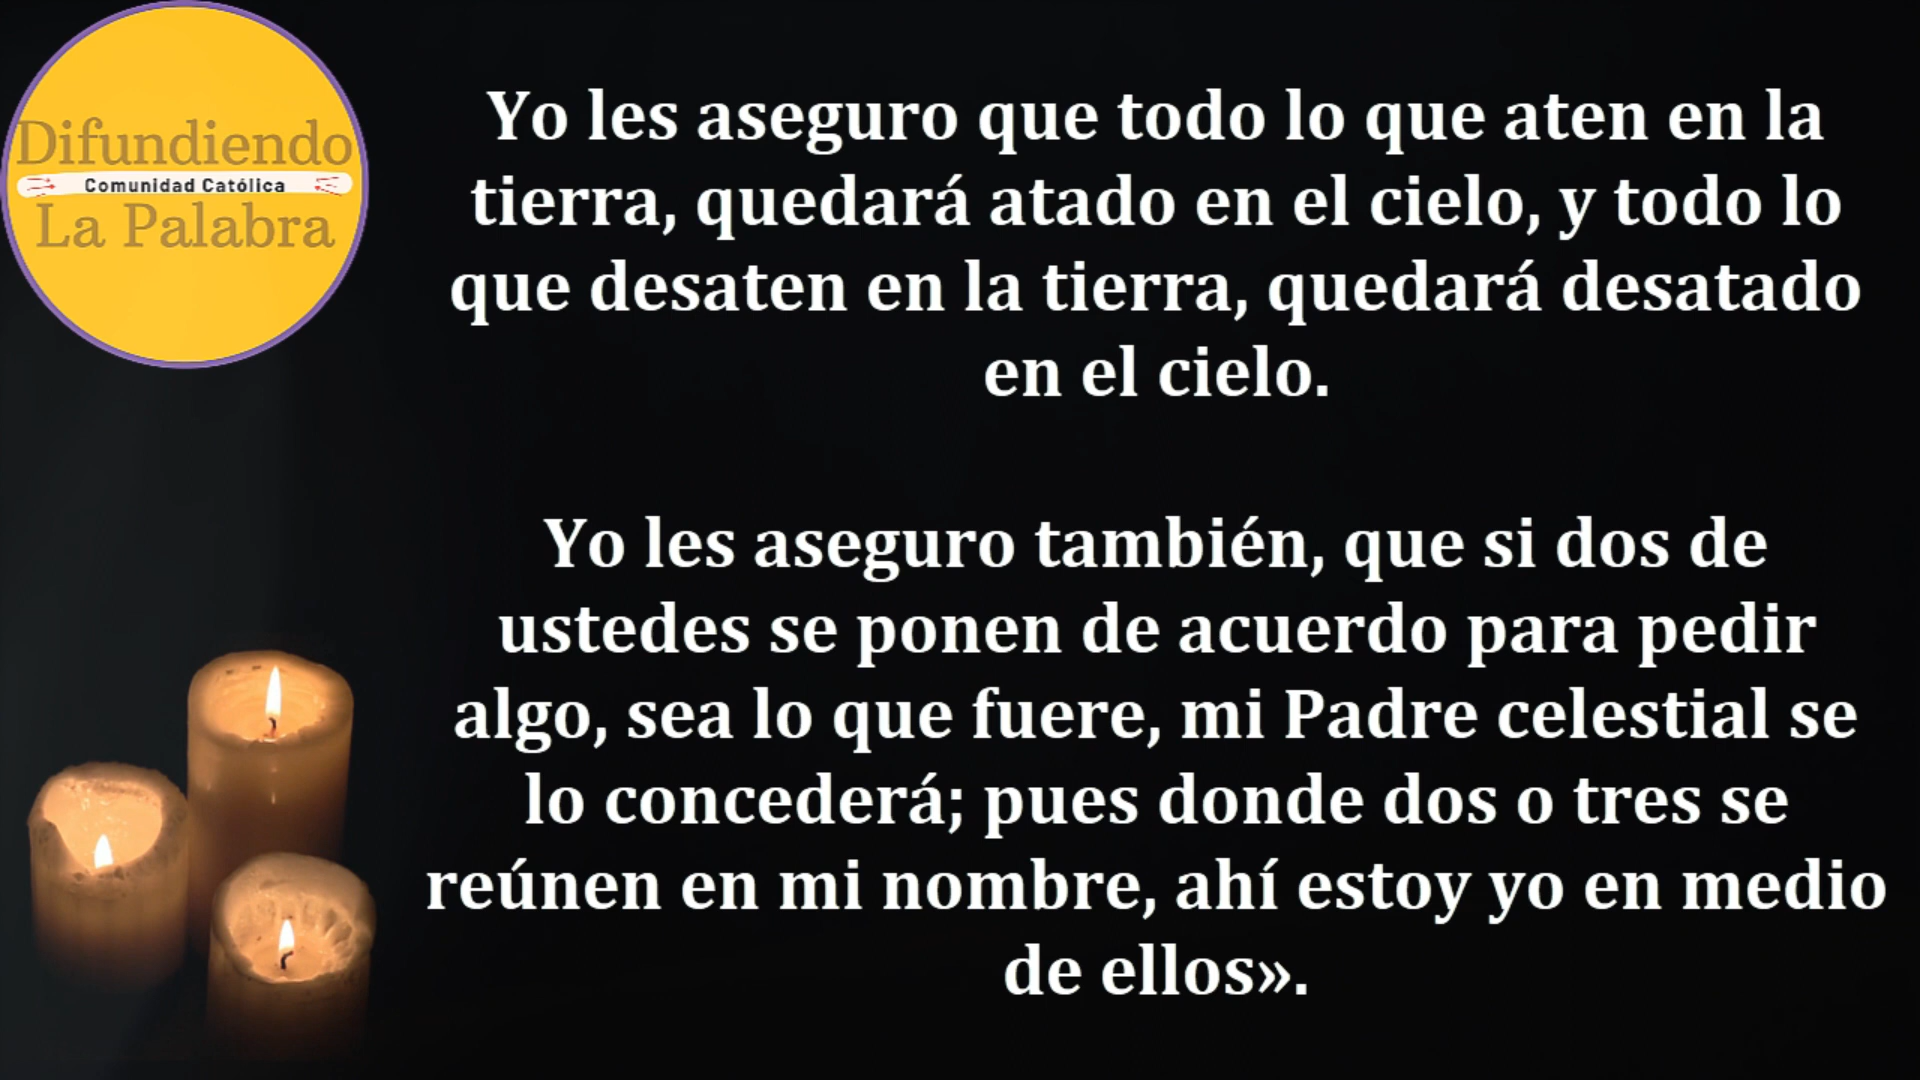 Difundiendo
Comunidad Católica
La Palabra
Yo les aseguro que todo lo que aten en la
tierra, quedará atado en el cielo, y todo lo
que desaten en la tierra, quedará desatado
en el cielo.
Yo les aseguro también, que si dos de
ustedes se ponen de acuerdo para pedir
algo, sea lo que fuere, mi Padre celestial se
lo concederá; pues donde dos o tres se
reúnen en mi nombre, ahí estoy yo en medio
de ellos».